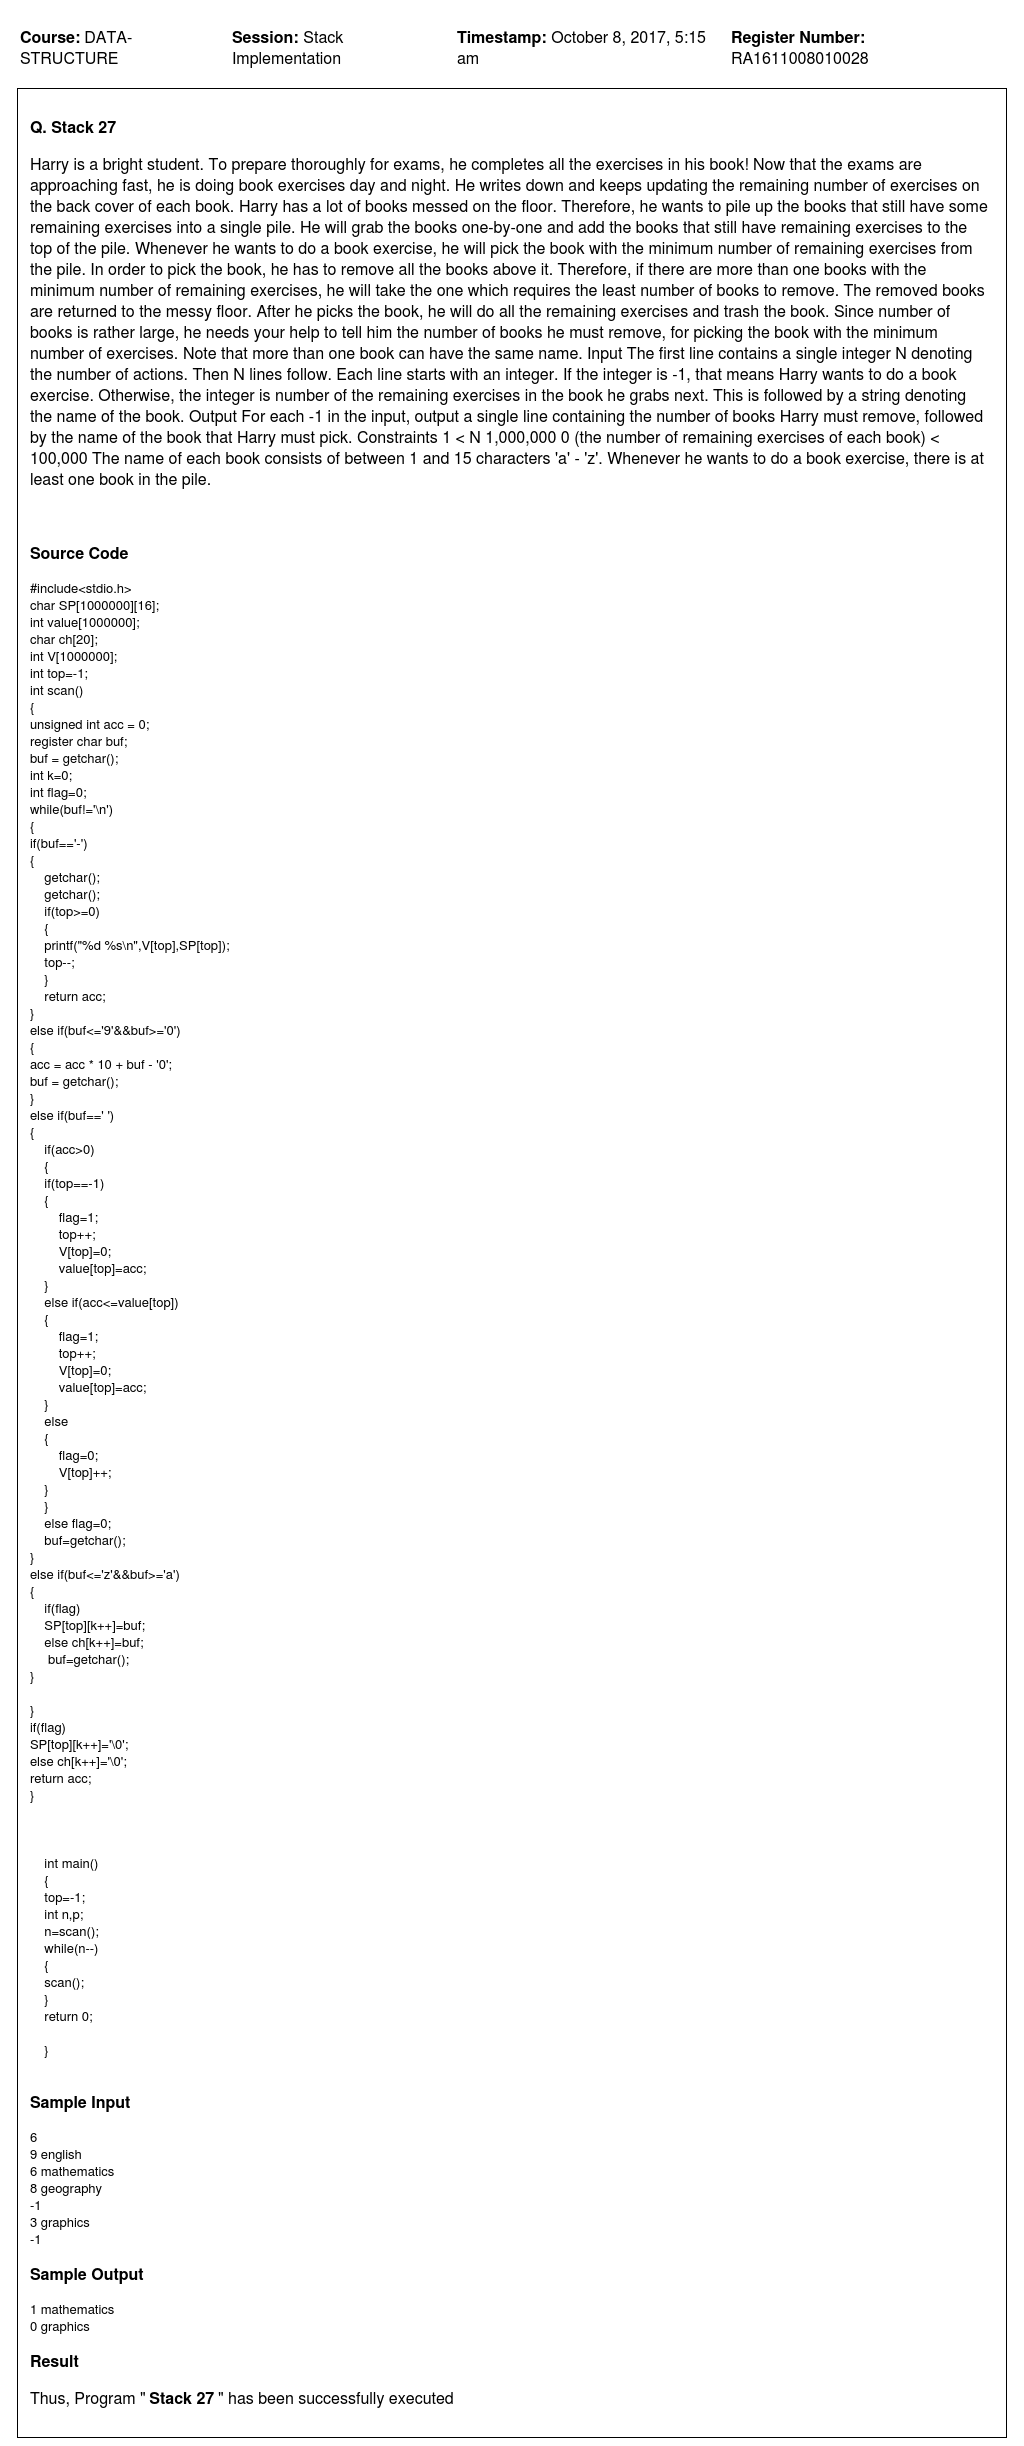 Course: DATA-STRUCTURE
Session: Stack Implementation
Timestamp: October 8, 2017, 5:15 am
Register Number: RA1611008010028
Q. Stack 27
Harry is a bright student. To prepare thoroughly for exams, he completes all the exercises in his book! Now that the exams are
approaching fast, he is doing book exercises day and night. He writes down and keeps updating the remaining number of exercises on
the back cover of each book. Harry has a lot of books messed on the floor. Therefore, he wants to pile up the books that still have some
remaining exercises into a single pile. He will grab the books one-by-one and add the books that still have remaining exercises to the
top of the pile. Whenever he wants to do a book exercise, he will pick the book with the minimum number of remaining exercises from
the pile. In order to pick the book, he has to remove all the books above it. Therefore, if there are more than one books with the
minimum number of remaining exercises, he will take the one which requires the least number of books to remove. The removed books
are returned to the messy floor. After he picks the book, he will do all the remaining exercises and trash the book. Since number of
books is rather large, he needs your help to tell him the number of books he must remove, for picking the book with the minimum
number of exercises. Note that more than one book can have the same name. Input The first line contains a single integer N denoting
the number of actions. Then N lines follow. Each line starts with an integer. If the integer is -1, that means Harry wants to do a book
exercise. Otherwise, the integer is number of the remaining exercises in the book he grabs next. This is followed by a string denoting
the name of the book. Output For each -1 in the input, output a single line containing the number of books Harry must remove, followed
by the name of the book that Harry must pick. Constraints 1 < N 1,000,000 0 (the number of remaining exercises of each book) <
100,000 The name of each book consists of between 1 and 15 characters 'a' - 'z'. Whenever he wants to do a book exercise, there is at
least one book in the pile.
Source Code
#include<stdio.h>
char SP[1000000][16];
int value[1000000];
char ch[20];
int V[1000000];
int top=-1;
int scan()
{
unsigned int acc = 0;
register char buf;
buf = getchar();
int k=0;
int flag=0;
while(buf!='\n')
{
if(buf=='-')
{
getchar();
getchar();
if(top>=0)
{
printf("%d %s\n",V[top],SP[top]);
top--;
}
return acc;
}
else if(buf<='9'&&buf>='0')
{
acc = acc * 10 + buf - '0';
buf = getchar();
}
else if(buf==' ')
{
if(acc>0)
{
if(top==-1)
{
flag=1;
top++;
V[top]=0;
value[top]=acc;
}
else if(acc<=value[top])
{
flag=1;
top++;
V[top]=0;
value[top]=acc;
}
else
{
flag=0;
V[top]++;
}
}
else flag=0;
buf=getchar();
}
else if(buf<='z'&&buf>='a')
{
if(flag)
SP[top][k++]=buf;
else ch[k++]=buf;
buf=getchar();
}
}
if(flag)
SP[top][k++]='\0';
else ch[k++]='\0';
return acc;
}
int main()
{
top=-1;
int n,p;
n=scan();
while(n--)
{
scan();
}
return 0;
}
Sample Input
6
9 english
6 mathematics
8 geography
-1
3 graphics
-1
Sample Output
1 mathematics
0 graphics
Result
Thus, Program " Stack 27 " has been successfully executed